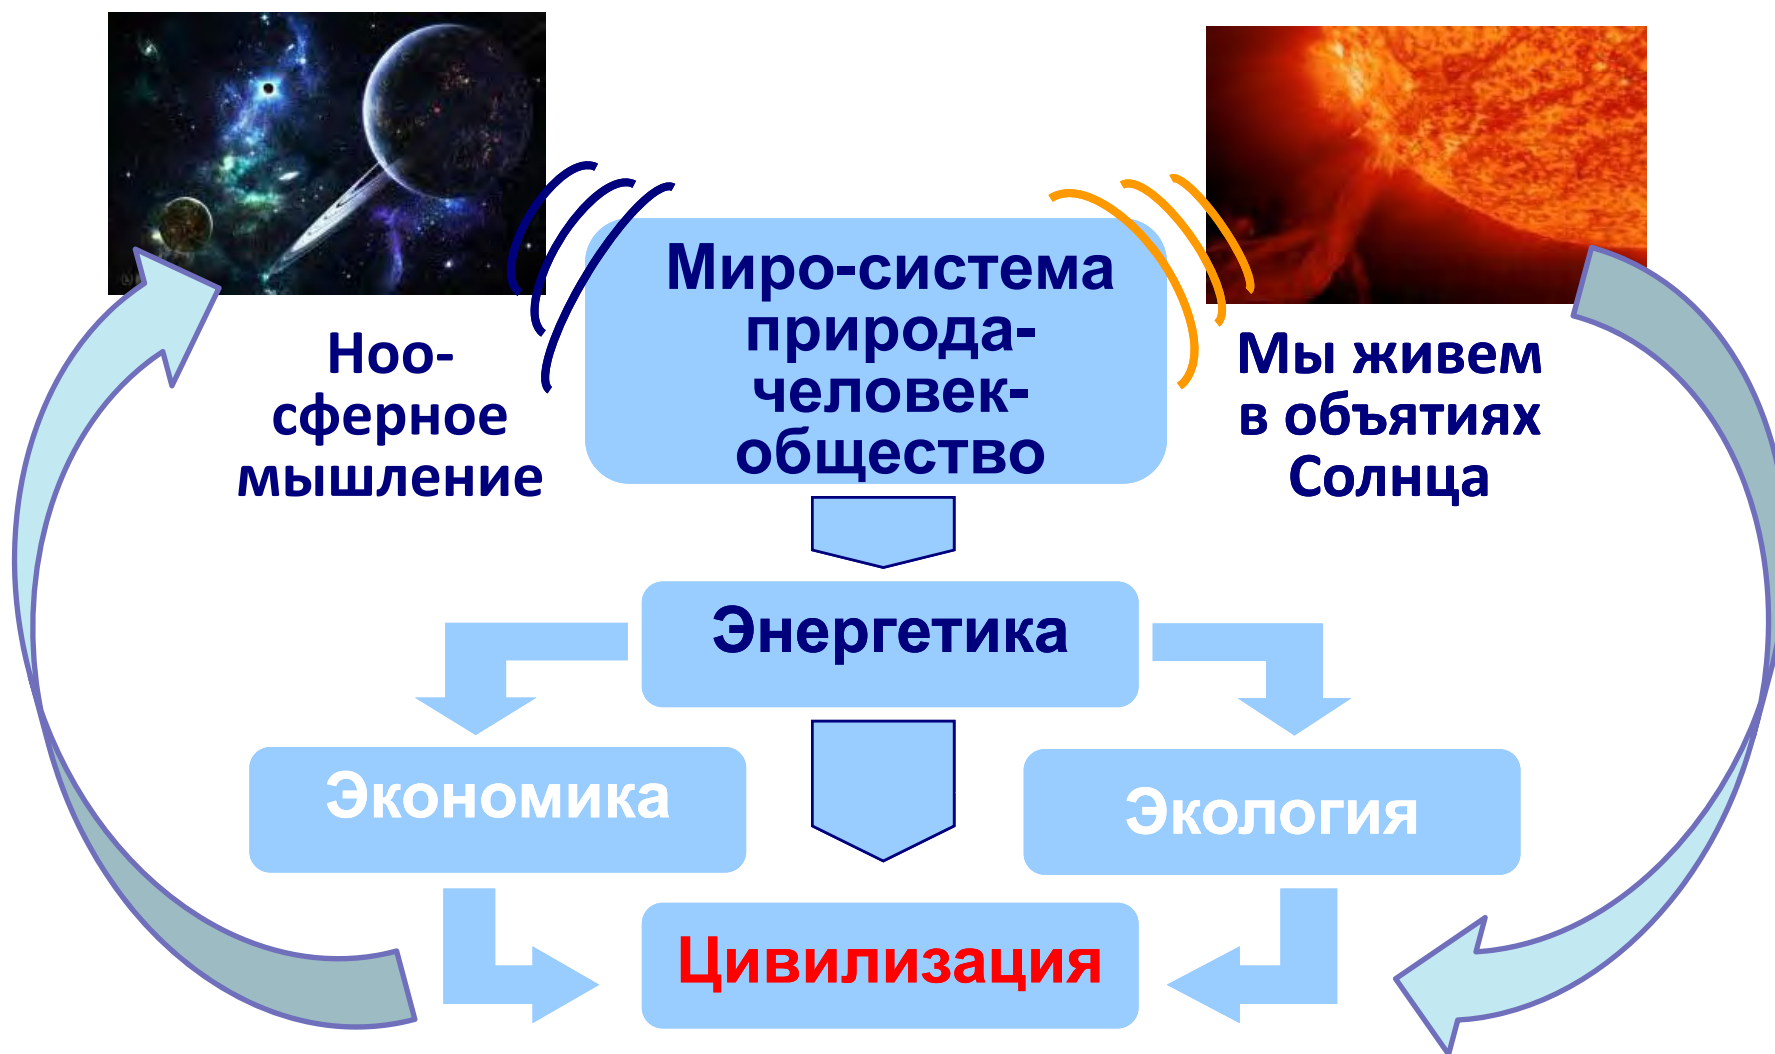 Миро-система
природа-
человек-
общество
Ноо-
сферное
мышление
Мы живем
в объятиях
Солнца
Энергетика
Экономика
Экология
Цивилизация